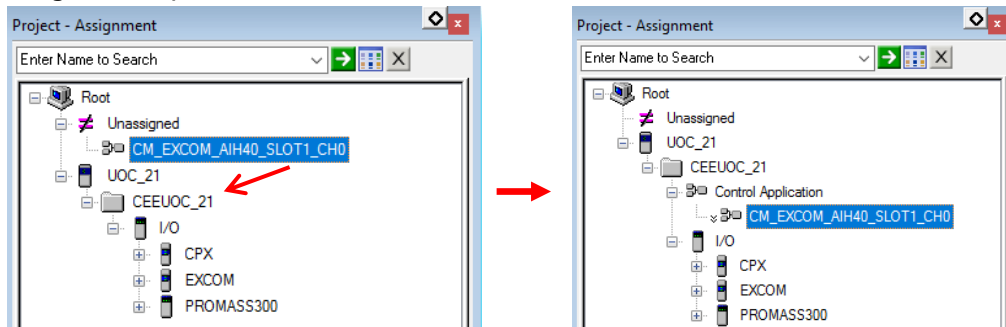 Project - Assignment
Enter Name to Search
Root
Unassigned
CM_EXCOM_AIH40_SLOT1_CH0
UOC_21
CEEUOC_21
I/O
CPX
EXCOM
PROMASS300
Project - Assignment
Enter Name to Search
Root
Unassigned
UOC_21
CEEUOC_21
Control Application
CM_EXCOM_AIH40_SLOT1_CH0
I/O
CPX
EXCOM
PROMASS300